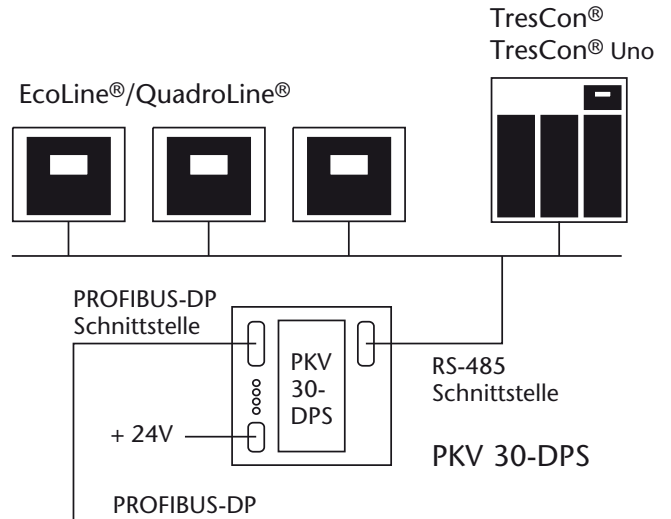 TresCon®
TresCon® Uno
EcoLine®/QuadroLine®
PROFIBUS-DP
Schnittstelle
PKV
30-
DPS
RS-485
Schnittstelle
+ 24V
PKV 30-DPS
PROFIBUS-DP